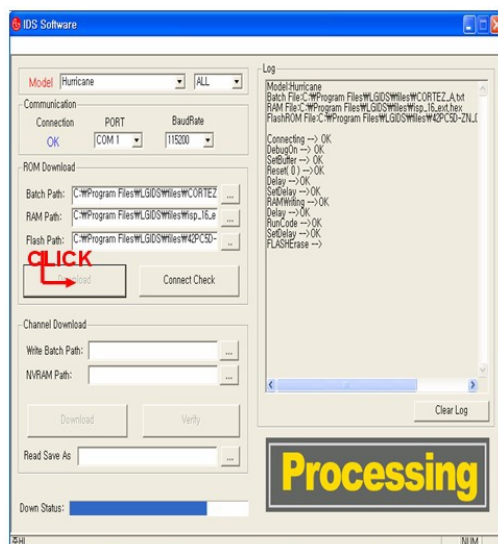 IDS Software
Model Hurricane ALL
Communication
Connection PORT BaudRate
OK COM 1 115200
ROM Download
Batch Path: C:₩Program Files₩LGIDS₩files₩CORTEZ ...
RAM Path: C:₩Program Files₩LGIDS₩files₩isp_16_e ...
Flash Path: C:₩Program Files₩LGIDS₩files₩42PC5D- ..
CLICK
Download Connect Check
Channel Download
Write Batch Path: ...
NVRAM Path: ...
Download Verify
Read Save As ...
Down Status:
Log
Model:Hurricane
Batch File:C:₩Program Files₩LGIDS₩files₩CORTEZ_A.txt
RAM File:C:₩Program Files₩LGIDS₩files₩isp_16_ext.hex
FlashROM File:C:₩Program Files₩LGIDS₩files₩42PC5D-ZN_
Connecting --> OK
DebugOn --> OK
SetBuffer --> OK
Reset( 0 ) --> OK
Delay --> OK
SetDelay --> OK
RAMWriting --> OK
Delay --> OK
RunCode --> OK
SetDelay --> OK
FLASHErase -->
Clear Log
Processing
준비 NUM